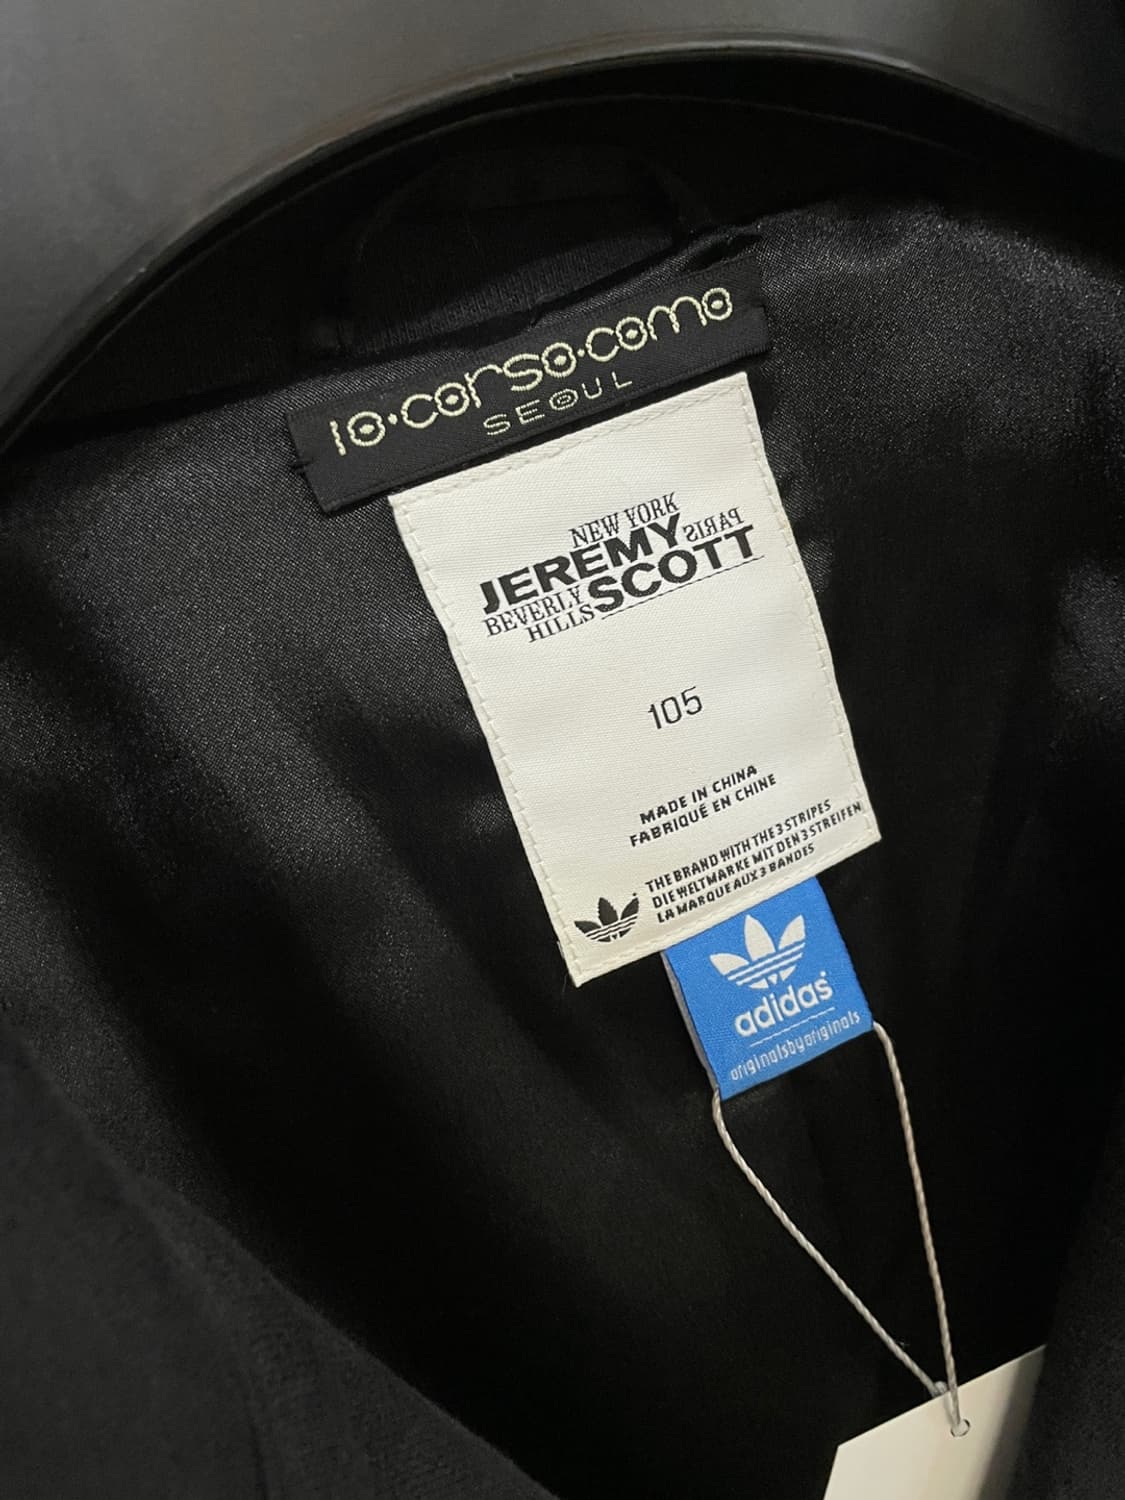 10·corso·como
SEOUL
NEW YORK
JEREMY PARIS
BEVERLY SCOTT
HILLS
105
MADE IN CHINA
FABRIQUÉ EN CHINE
THE BRAND WITH THE 3 STRIPES
DIE WELTMARKE MIT DEN 3 STREIFEN
LA MARQUE AUX 3 BANDES
adidas
originalsbyoriginals